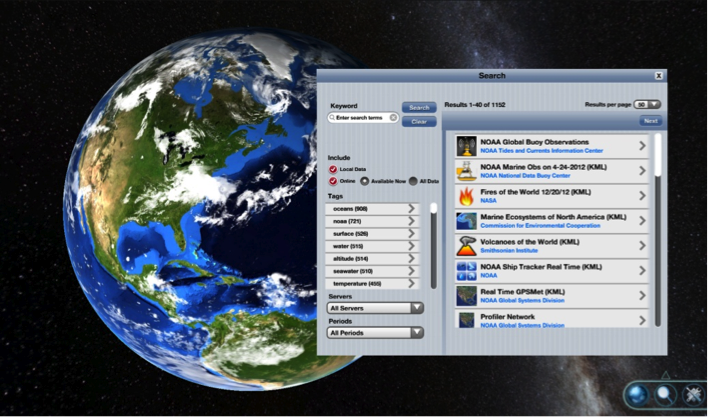 Search
X
Keyword
Search
Enter search terms
Clear
Include
Local Data
Online
Available Now
All Data
Tags
oceans (908)
noaa (721)
surface (526)
water (515)
altitude (514)
seawater (510)
temperature (455)
Servers
All Servers
Periods
All Periods
Results 1-40 of 1152
Results per page
50
Next
NOAA Global Buoy Observations
NOAA Tides and Currents Information Center
NOAA Marine Obs on 4-24-2012 (KML)
NOAA National Data Buoy Center
Fires of the World 12/20/12 (KML)
NASA
Marine Ecosystems of North America (KML)
Commission for Environmental Cooperation
Volcanoes of the World (KML)
Smithsonian Institute
NOAA Ship Tracker Real Time (KML)
NOAA
Real Time GPSMet (KML)
NOAA Global Systems Division
Profiler Network
NOAA Global Systems Division